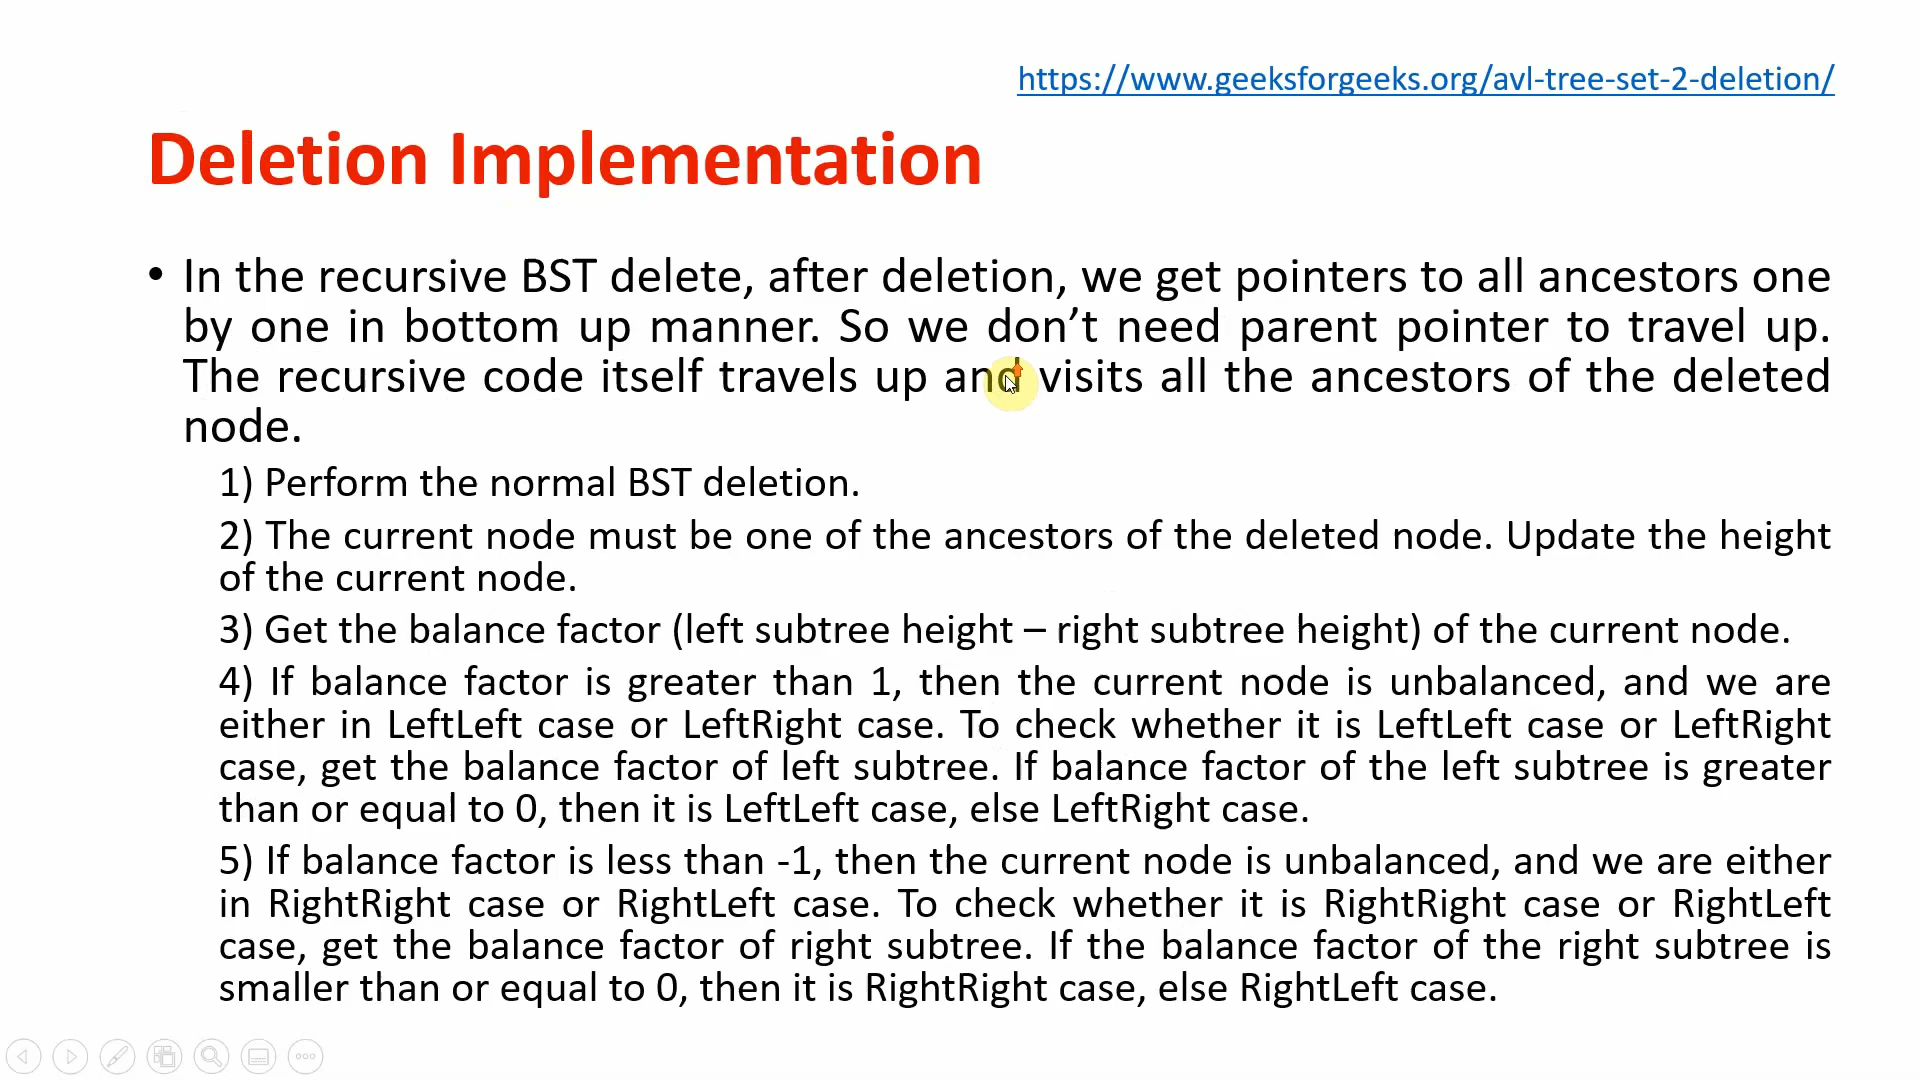 https://www.geeksforgeeks.org/avl-tree-set-2-deletion/
Deletion Implementation
• In the recursive BST delete, after deletion, we get pointers to all ancestors one
by one in bottom up manner. So we don’t need parent pointer to travel up.
The recursive code itself travels up and visits all the ancestors of the deleted
node.
1) Perform the normal BST deletion.
2) The current node must be one of the ancestors of the deleted node. Update the height
of the current node.
3) Get the balance factor (left subtree height – right subtree height) of the current node.
4) If balance factor is greater than 1, then the current node is unbalanced, and we are
either in LeftLeft case or LeftRight case. To check whether it is LeftLeft case or LeftRight
case, get the balance factor of left subtree. If balance factor of the left subtree is greater
than or equal to 0, then it is LeftLeft case, else LeftRight case.
5) If balance factor is less than -1, then the current node is unbalanced, and we are either
in RightRight case or RightLeft case. To check whether it is RightRight case or RightLeft
case, get the balance factor of right subtree. If the balance factor of the right subtree is
smaller than or equal to 0, then it is RightRight case, else RightLeft case.